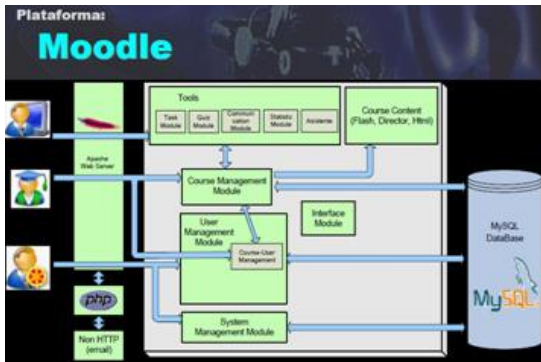 Plataforma:
Moodle
Tools
Task
Module
Quiz
Module
Communi
cation
Module
Statistic
Module
Asistente
Course Content
(Flash, Director, Html)
Apache
Web Server
Course Management
Module
User
Management
Module
Course-User
Management
Interface
Module
MySQL
DataBase
MySQL
System
Management Module
php
Non HTTP
(email)